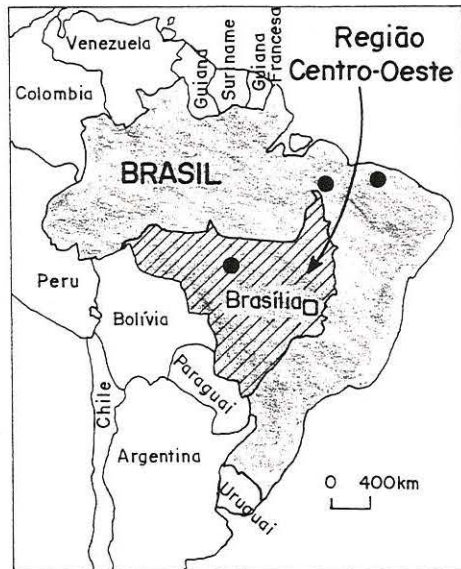 Venezuela
Guiana
Suriname
Guiana
Francesa
Região
Centro-Oeste
Colombia
BRASIL
Peru
Brasília
Bolívia
Paraguai
Chile
Argentina
Uruguai
0 400km